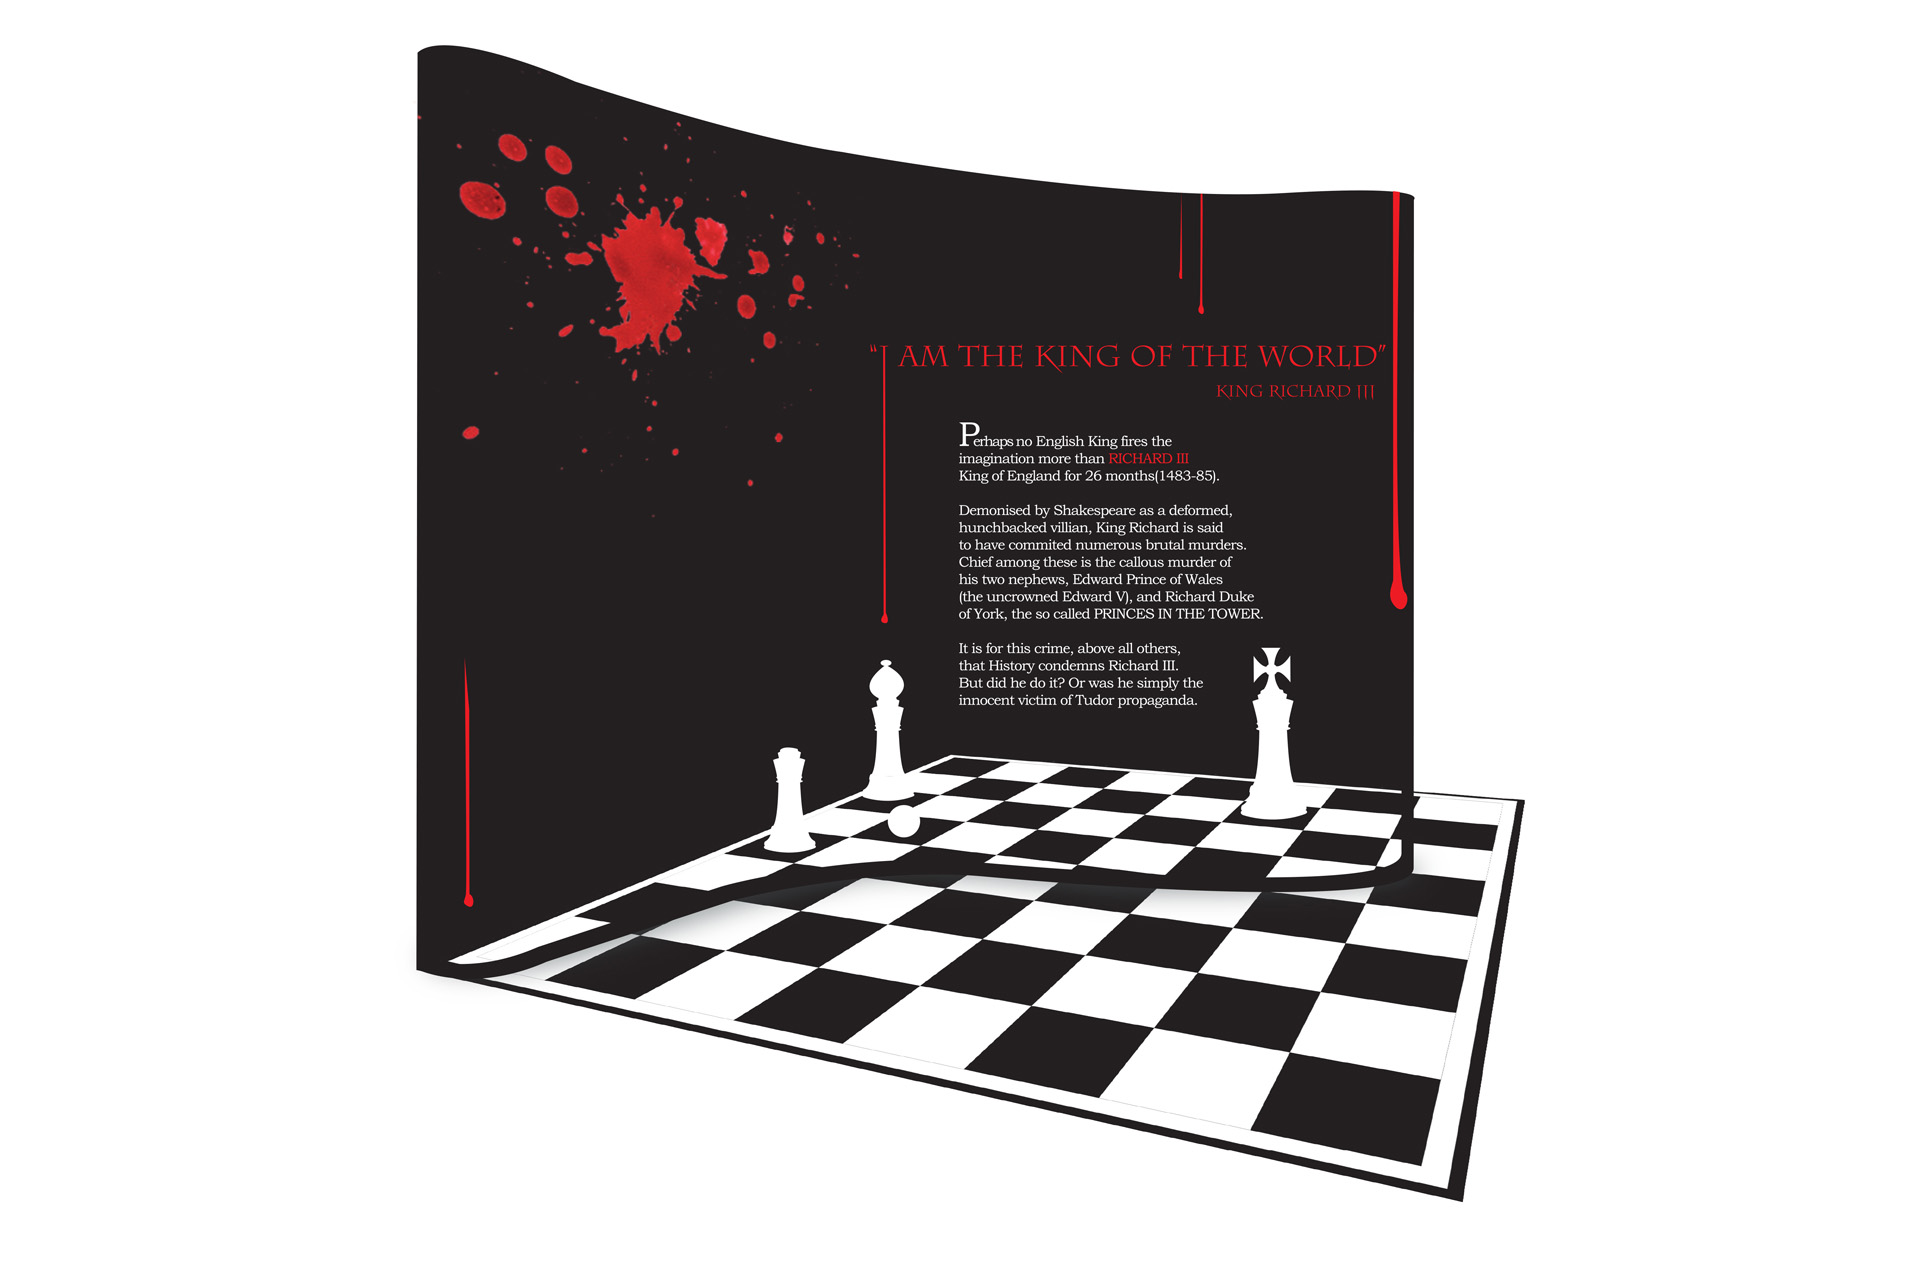 “I AM THE KING OF THE WORLD”
KING RICHARD III
Perhaps no English King fires the
imagination more than RICHARD III
King of England for 26 months(1483-85).
Demonised by Shakespeare as a deformed,
hunchbacked villian, King Richard is said
to have commited numerous brutal murders.
Chief among these is the callous murder of
his two nephews, Edward Prince of Wales
(the uncrowned Edward V), and Richard Duke
of York, the so called PRINCES IN THE TOWER.
It is for this crime, above all others,
that History condemns Richard III.
But did he do it? Or was he simply the
innocent victim of Tudor propaganda.